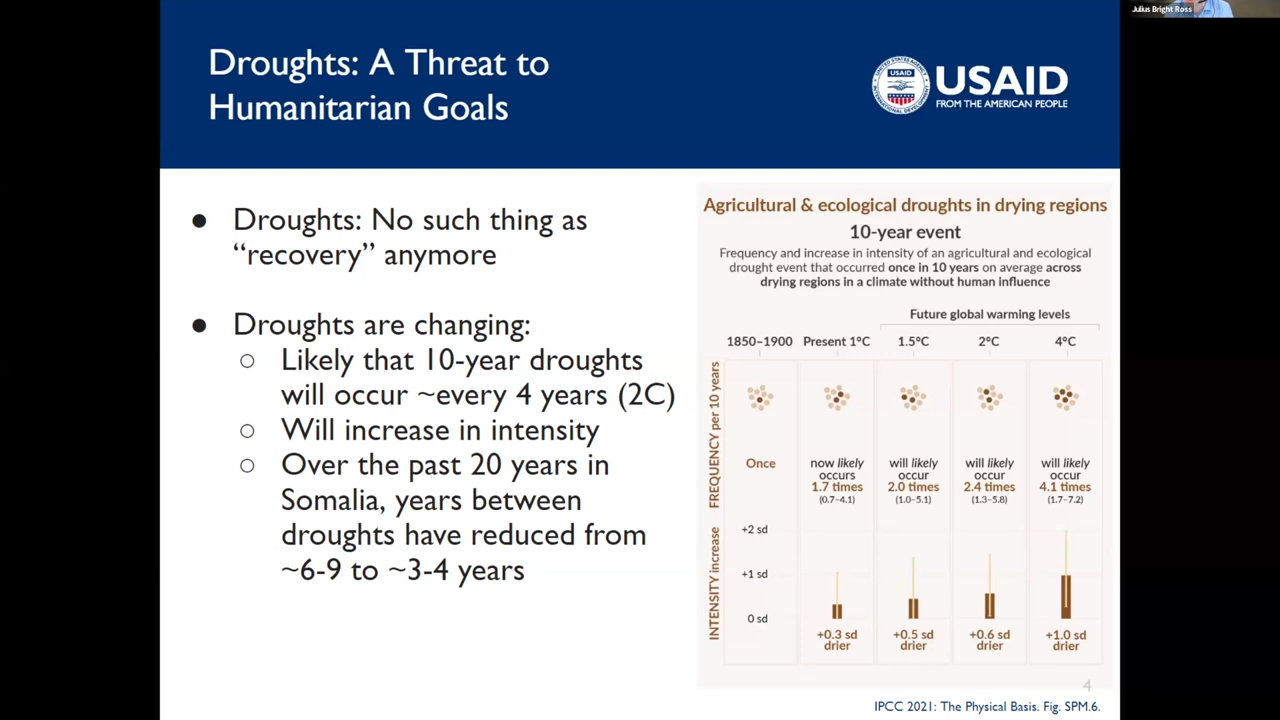 Julius Bright Ross
Droughts: A Threat to
Humanitarian Goals
UNITED STATES AGENCY
INTERNATIONAL DEVELOPMENT
USAID
USAID
FROM THE AMERICAN PEOPLE
● Droughts: No such thing as
“recovery” anymore
● Droughts are changing:
○ Likely that 10-year droughts
will occur ~every 4 years (2C)
○ Will increase in intensity
○ Over the past 20 years in
Somalia, years between
droughts have reduced from
~6-9 to ~3-4 years
Agricultural & ecological droughts in drying regions
10-year event
Frequency and increase in intensity of an agricultural and ecological
drought event that occurred once in 10 years on average across
drying regions in a climate without human influence
Future global warming levels
1850–1900 Present 1°C 1.5°C 2°C 4°C
FREQUENCY per 10 years
Once
now likely
occurs
1.7 times
(0.7–4.1)
will likely
occur
2.0 times
(1.0–5.1)
will likely
occur
2.4 times
(1.3–5.8)
will likely
occur
4.1 times
(1.7–7.2)
INTENSITY increase
+2 sd
+1 sd
0 sd
+0.3 sd
drier
+0.5 sd
drier
+0.6 sd
drier
+1.0 sd
drier
4
IPCC 2021: The Physical Basis. Fig. SPM.6.